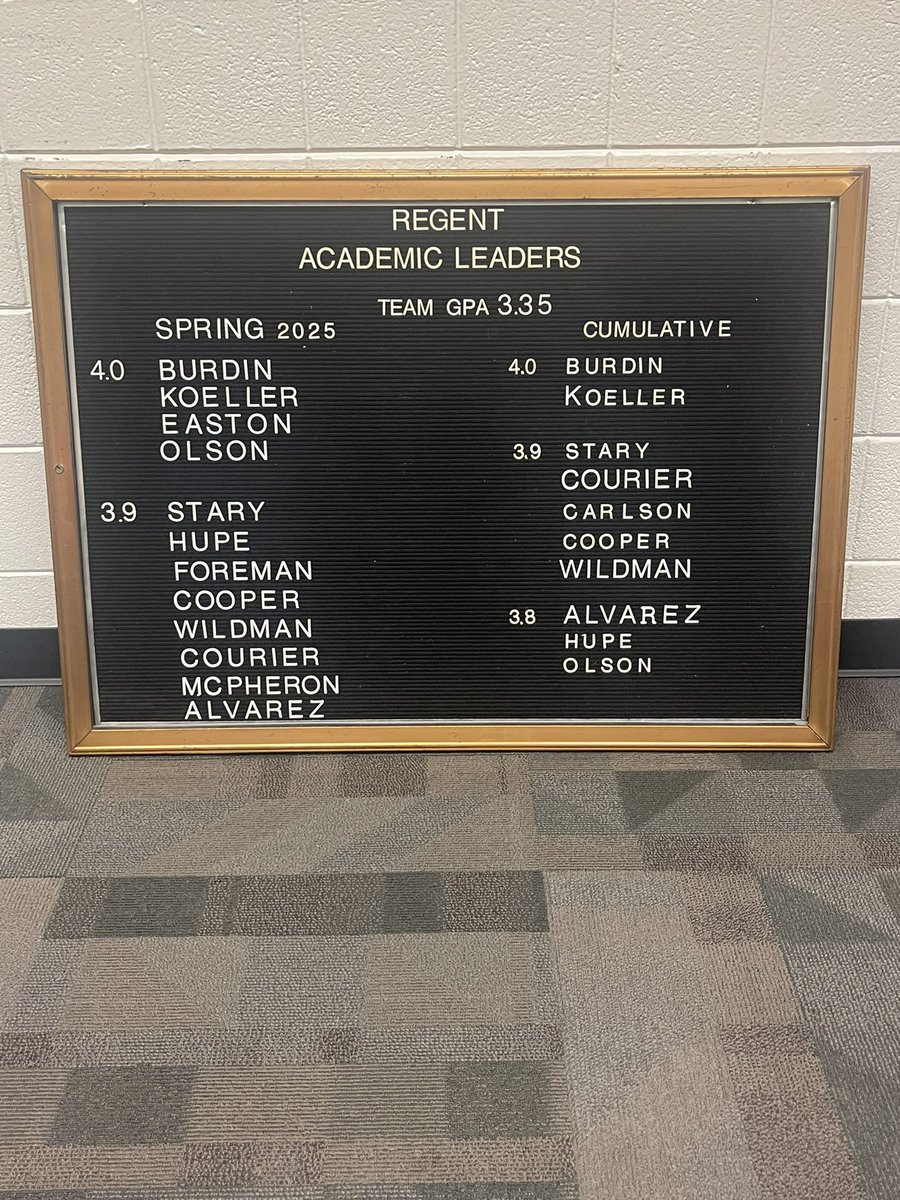 REGENT
ACADEMIC LEADERS
TEAM GPA 3.35
SPRING 2025
4.0 BURDIN
KOELLER
EASTON
OLSON
3.9 STARY
HUPE
FOREMAN
COOPER
WILDMAN
COURIER
MCPHERON
ALVAREZ
CUMULATIVE
4.0 BURDIN
KOELLER
3.9 STARY
COURIER
CARLSON
COOPER
WILDMAN
3.8 ALVAREZ
HUPE
OLSON